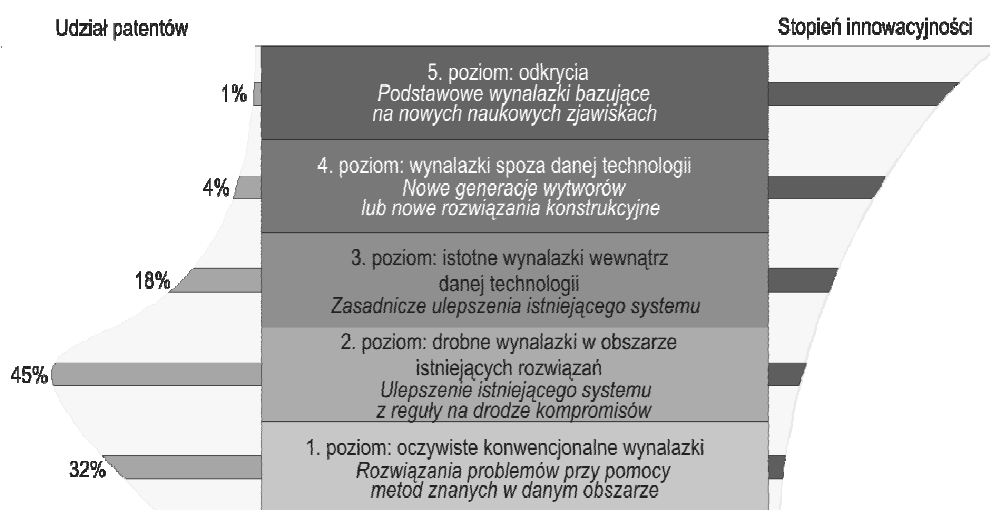 Udział patentów
Stopień innowacyjności
1%
5. poziom: odkrycia
Podstawowe wynalazki bazujące
na nowych naukowych zjawiskach
4%
4. poziom: wynalazki spoza danej technologii
Nowe generacje wytworów
lub nowe rozwiązania konstrukcyjne
18%
3. poziom: istotne wynalazki wewnątrz
danej technologii
Zasadnicze ulepszenia istniejącego systemu
45%
2. poziom: drobne wynalazki w obszarze
istniejących rozwiązań
Ulepszenie istniejącego systemu
z reguły na drodze kompromisów
32%
1. poziom: oczywiste konwencjonalne wynalazki
Rozwiązania problemów przy pomocy
metod znanych w danym obszarze